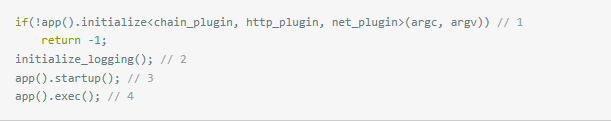 if(!app().initialize<chain_plugin, http_plugin, net_plugin>(argc, argv)) // 1
    return -1;
initialize_logging(); // 2
app().startup(); // 3
app().exec(); // 4